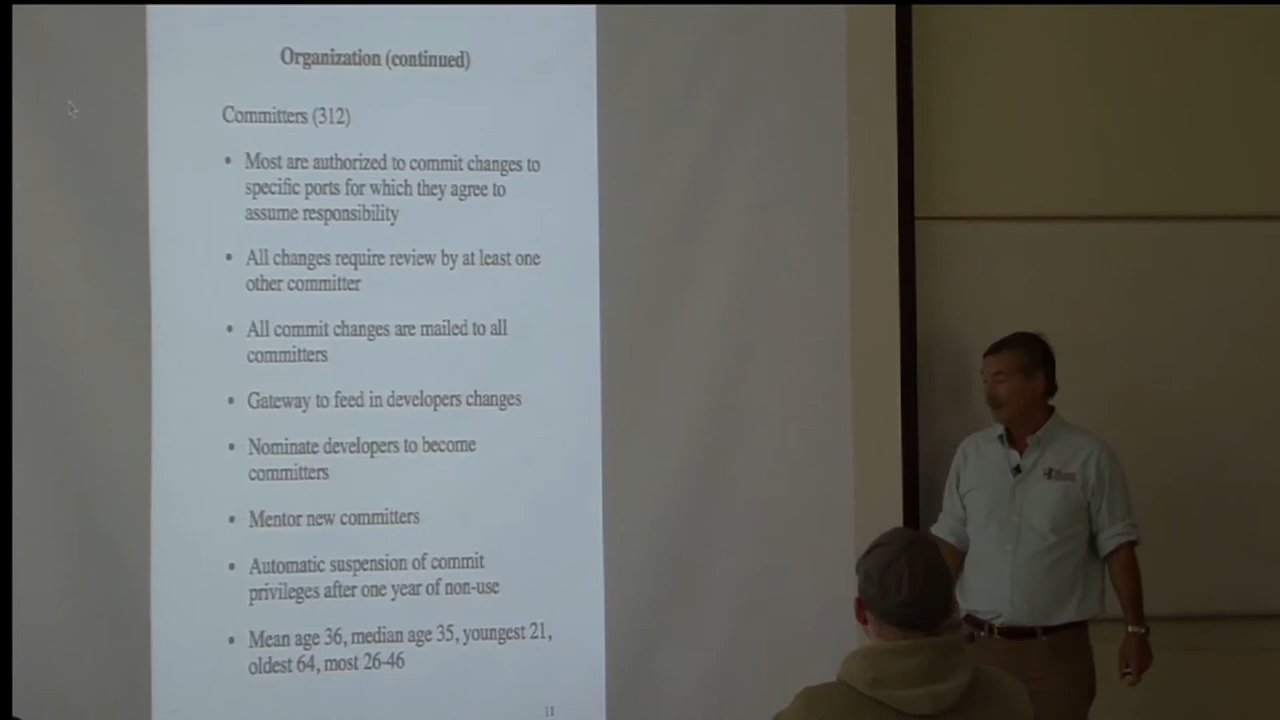 Organization (continued)
Committers (312)
• Most are authorized to commit changes to
specific ports for which they agree to
assume responsibility
• All changes require review by at least one
other committer
• All commit changes are mailed to all
committers
• Gateway to feed in developers changes
• Nominate developers to become
committers
• Mentor new committers
• Automatic suspension of commit
privileges after one year of non-use
• Mean age 36, median age 35, youngest 21,
oldest 64, most 26-46
11